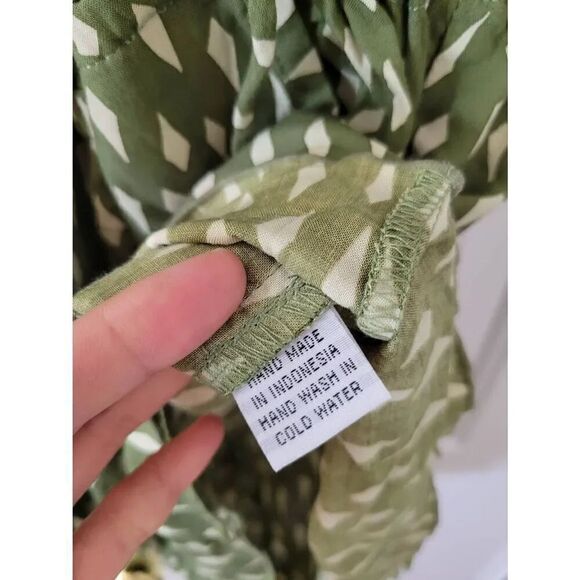 HAND MADE
IN INDONESIA
HAND WASH IN
COLD WATER